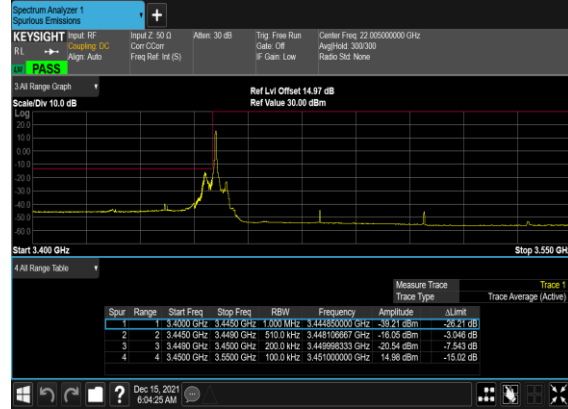 Spectrum Analyzer 1
Spurious Emissions
KEYSIGHT Input: RF Input Z: 50 Ω Atten: 30 dB Trig: Free Run Center Freq: 22.005000000 GHz
RL Coupling: DC Corr CCorr Gate: Off Avg|Hold: 300/300
Align: Auto Freq Ref: Int (S) IF Gain: Low Radio Std: None
PASS
3 All Range Graph
Ref Lvl Offset 14.97 dB
Scale/Div 10.0 dB Ref Value 30.00 dBm
Log
20.0
10.0
0.00
-10.0
-20.0
-30.0
-40.0
-50.0
-60.0
Start 3.400 GHz Stop 3.550 GHz
4 All Range Table
Measure Trace Trace 1
Trace Type Trace Average (Active)
Spur Range Start Freq Stop Freq RBW Frequency Amplitude ΔLimit
1 1 3.4000 GHz 3.4450 GHz 1.000 MHz 3.444850000 GHz -39.21 dBm -26.21 dB
2 2 3.4450 GHz 3.4490 GHz 510.0 kHz 3.448106667 GHz -16.05 dBm -3.046 dB
3 3 3.4490 GHz 3.4500 GHz 200.0 kHz 3.449998333 GHz -20.54 dBm -7.543 dB
4 4 3.4500 GHz 3.5500 GHz 100.0 kHz 3.451000000 GHz 14.98 dBm -15.02 dB
? Dec 15, 2021
6:04:25 AM